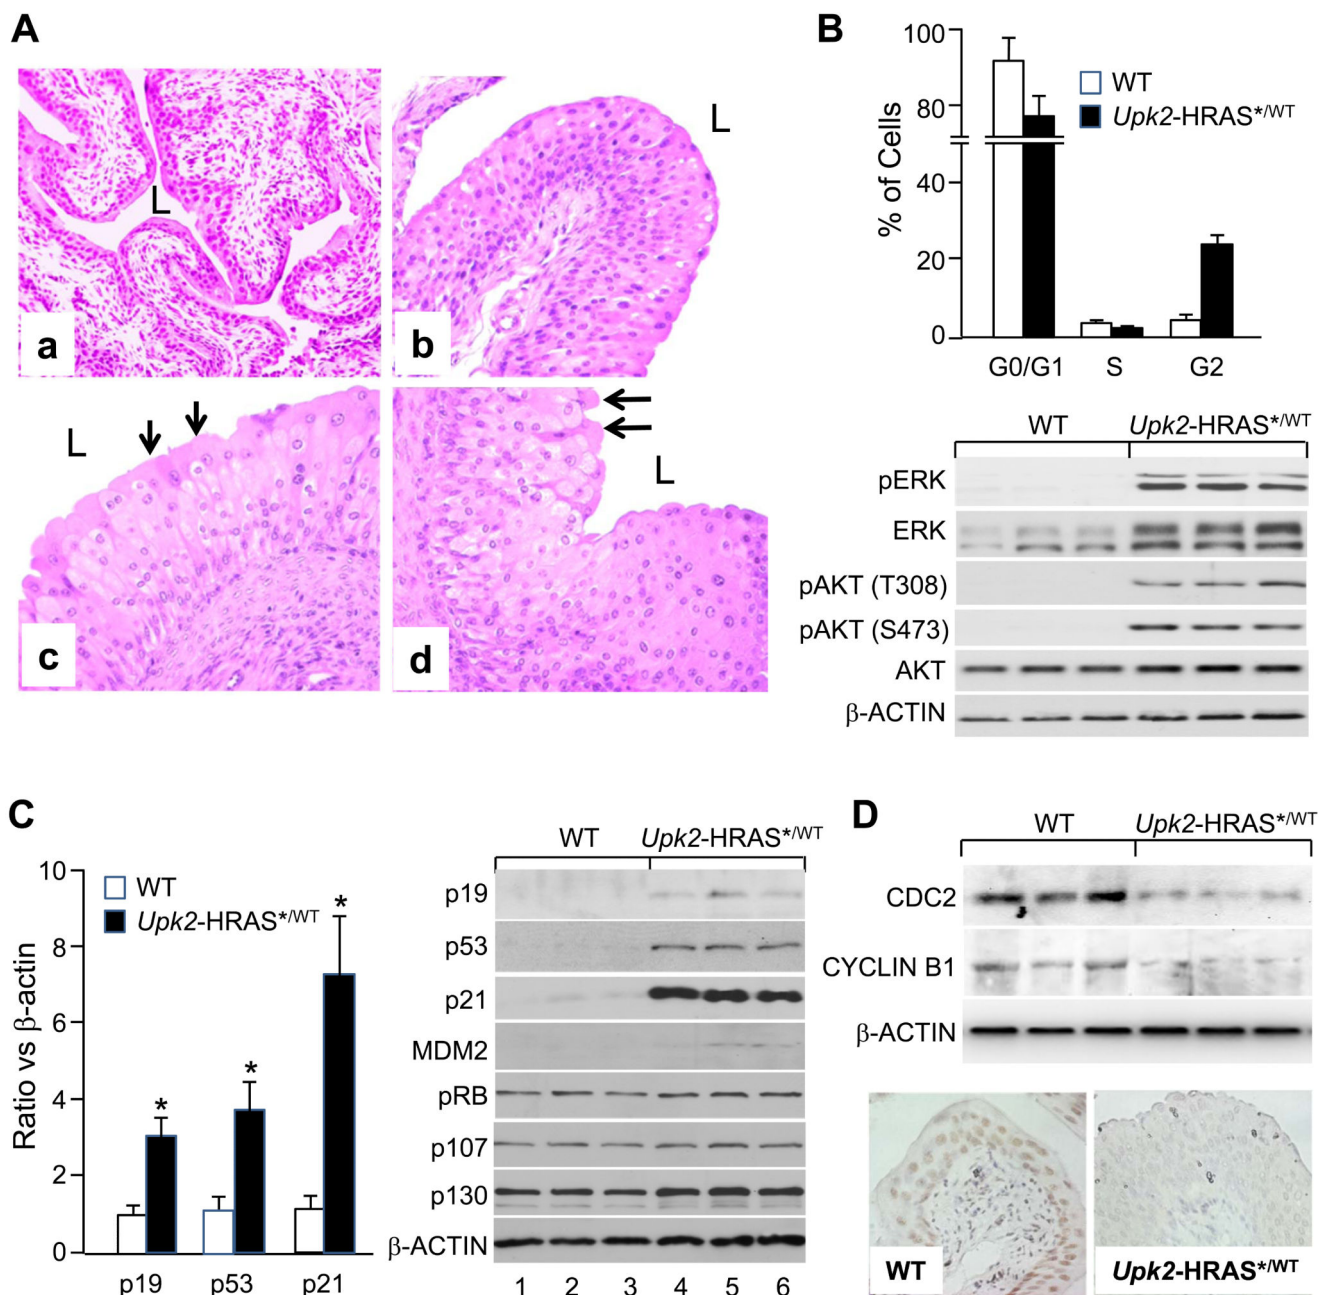 A
L
a
L
b
L
c
L
d
B
% of Cells
100
80
40
20
0
WT
Upk2-HRAS*/WT
G0/G1 S G2
WT Upk2-HRAS*/WT
pERK
ERK
pAKT (T308)
pAKT (S473)
AKT
β-ACTIN
C
Ratio vs β-actin
10
8
6
4
2
0
WT
Upk2-HRAS*/WT
* * *
p19 p53 p21
WT Upk2-HRAS*/WT
p19
p53
p21
MDM2
pRB
p107
p130
β-ACTIN
1 2 3 4 5 6
D
WT Upk2-HRAS*/WT
CDC2
CYCLIN B1
β-ACTIN
WT
Upk2-HRAS*/WT